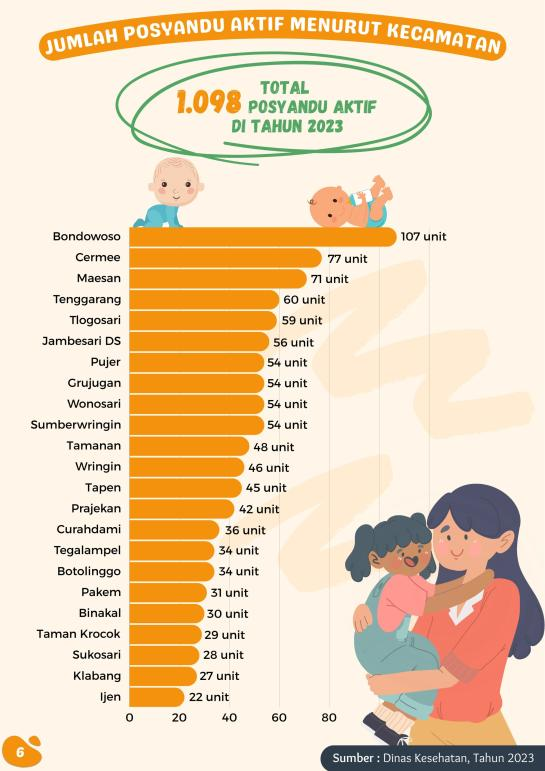 JUMLAH POSYANDU AKTIF MENURUT KECAMATAN
TOTAL
1.098 POSYANDU AKTIF
DI TAHUN 2023
Bondowoso 107 unit
Cermee 77 unit
Maesan 71 unit
Tenggarang 60 unit
Tlogosari 59 unit
Jambesari DS 56 unit
Pujer 54 unit
Grujugan 54 unit
Wonosari 54 unit
Sumberwringin 54 unit
Tamanan 48 unit
Wringin 46 unit
Tapen 45 unit
Prajekan 42 unit
Curahdami 36 unit
Tegalampel 34 unit
Botolinggo 34 unit
Pakem 31 unit
Binakal 30 unit
Taman Krocok 29 unit
Sukosari 28 unit
Klabang 27 unit
Ijen 22 unit
0 20 40 60 80
6
Sumber : Dinas Kesehatan, Tahun 2023